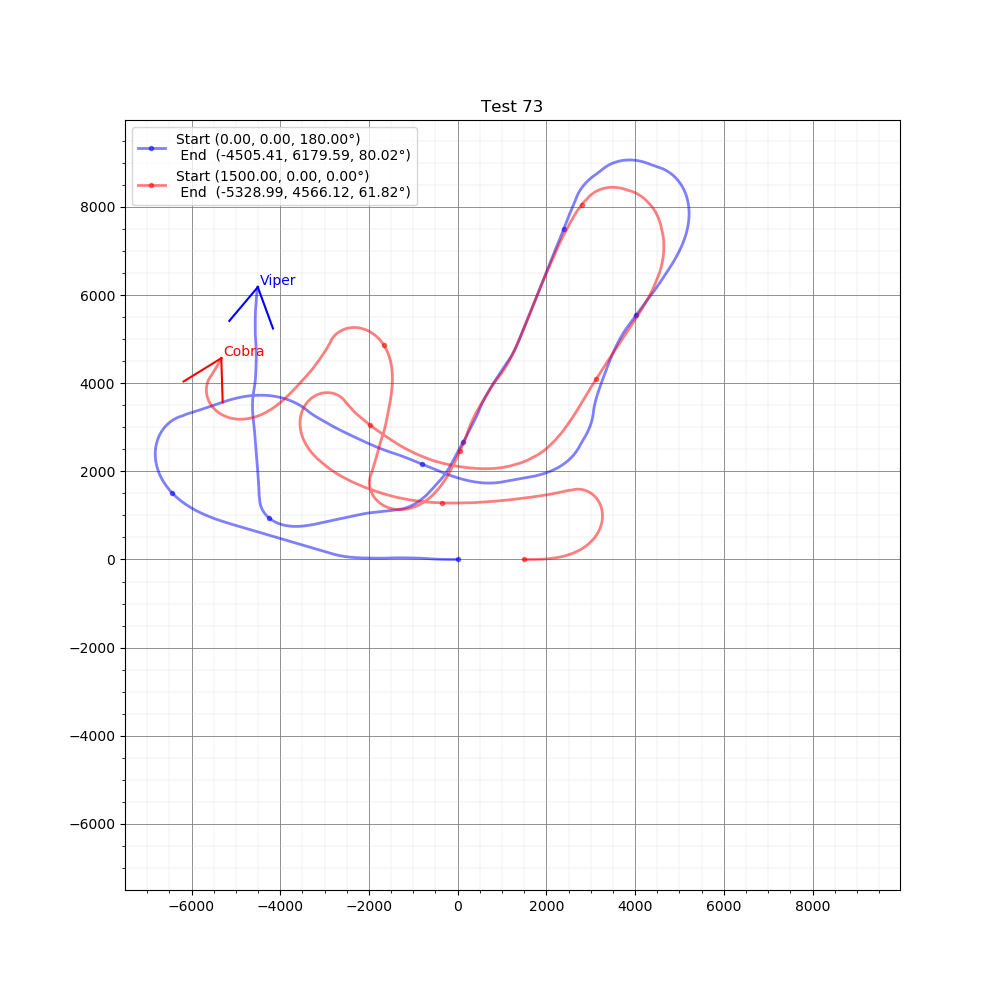 Test 73
Start (0.00, 0.00, 180.00°)
End  (-4505.41, 6179.59, 80.02°)
Start (1500.00, 0.00, 0.00°)
End  (-5328.99, 4566.12, 61.82°)
8000
6000
4000
2000
0
−2000
−4000
−6000
Viper
Cobra
−6000 −4000 −2000 0 2000 4000 6000 8000